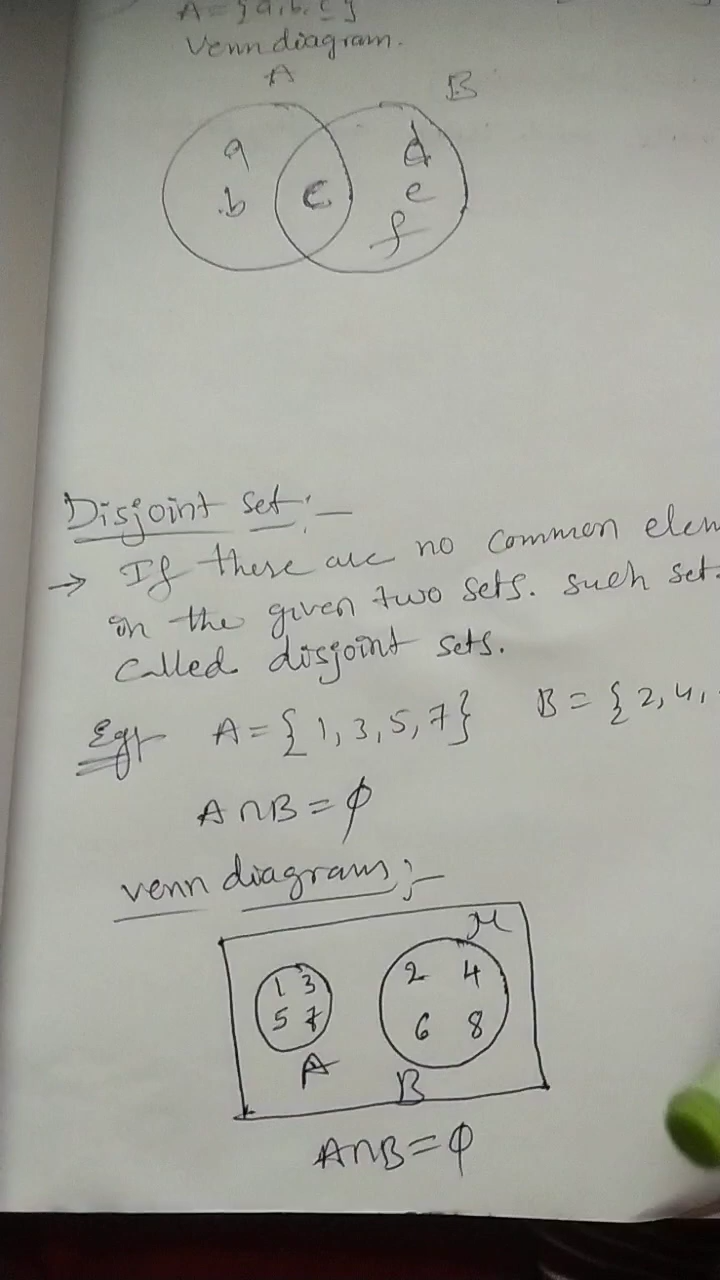 A = {a, b, c}
Venn diagram.
A B
a d
b c e
f
Disjoint set :-
→ If there are no common elem
in the given two sets. such set
called disjoint sets.
Eg:- A = {1, 3, 5, 7} B = {2, 4,
A∩B = ϕ
venn diagram :-
μ
1 3 2 4
5 7 6 8
A B
A∩B = ϕ